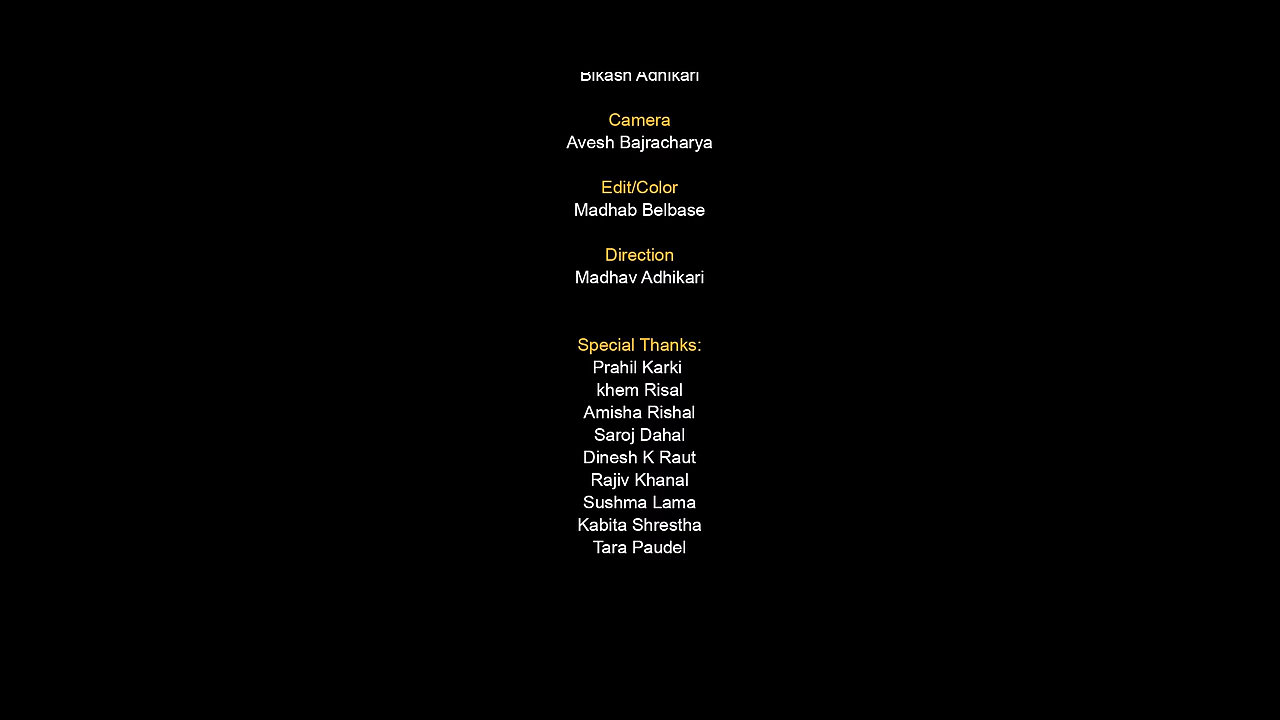 Bikash Adhikari
Camera
Avesh Bajracharya
Edit/Color
Madhab Belbase
Direction
Madhav Adhikari
Special Thanks:
Prahil Karki
khem Risal
Amisha Rishal
Saroj Dahal
Dinesh K Raut
Rajiv Khanal
Sushma Lama
Kabita Shrestha
Tara Paudel